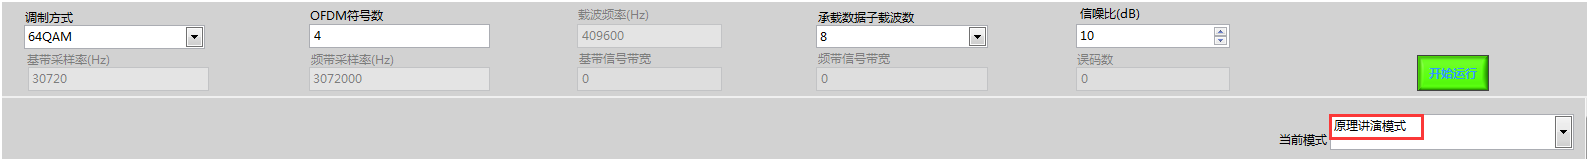 调制方式 OFDM符号数 载波频率(Hz) 承载数据子载波数 信噪比(dB)
64QAM 4 409600 8 10
基带采样率(Hz) 频带采样率(Hz) 基带信号带宽 频带信号带宽 误码数
30720 3072000 0 0 0 开始运行
当前模式 原理讲演模式